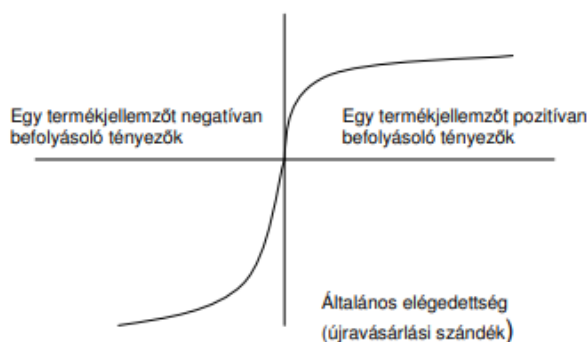 Egy termékjellemzőt negatívan
befolyásoló tényezők
Egy termékjellemzőt pozitívan
befolyásoló tényezők
Általános elégedettség
(újravásárlási szándék)